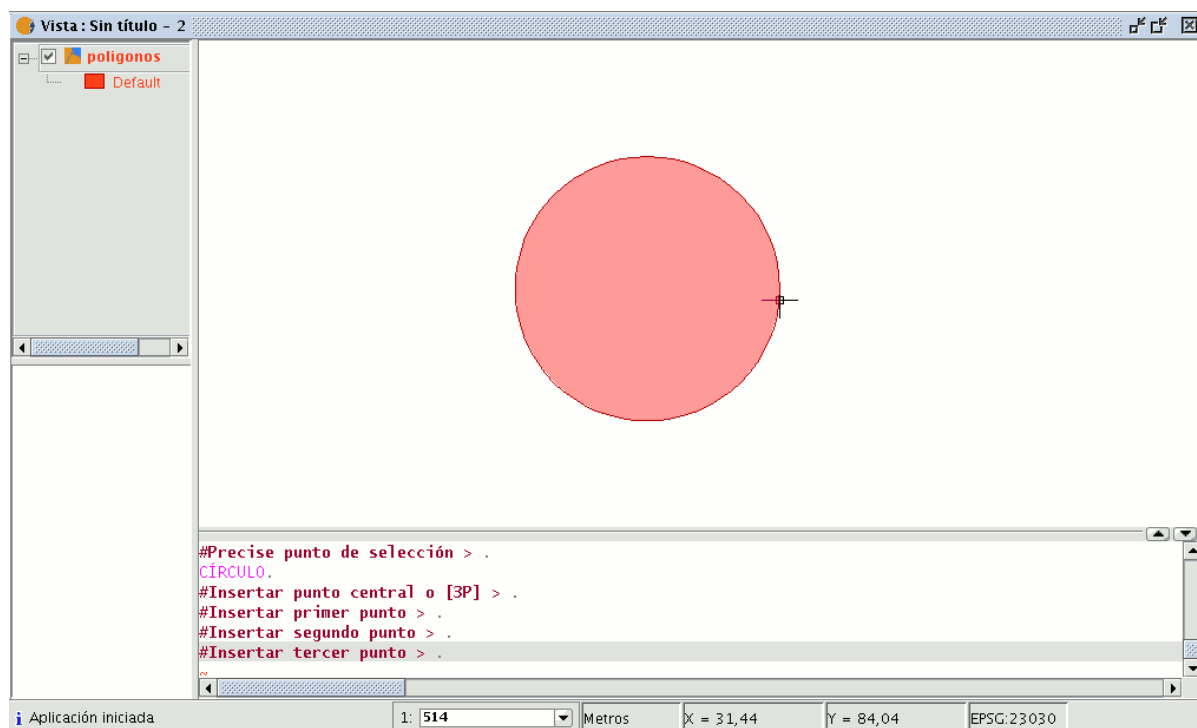 Vista : Sin título - 2
poligonos
Default
#Precise punto de selección > .
CÍRCULO.
#Insertar punto central o [3P] > .
#Insertar primer punto > .
#Insertar segundo punto > .
#Insertar tercer punto > .
~
i Aplicación iniciada
1: 514
Metros
X = 31,44
Y = 84,04
EPSG:23030